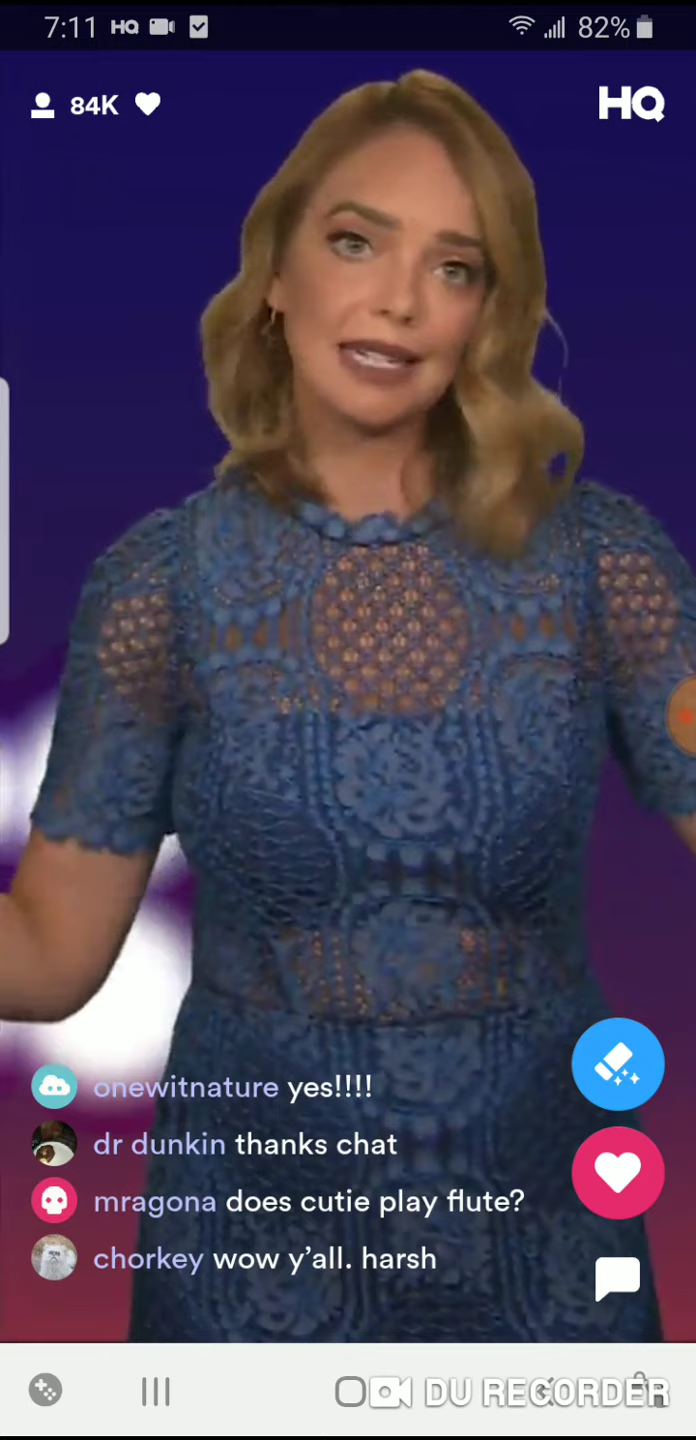 7:11 HQ 82%
84K HQ
onewitnature yes!!!!
dr dunkin thanks chat
mragona does cutie play flute?
chorkey wow y’all. harsh
DU RECORDER